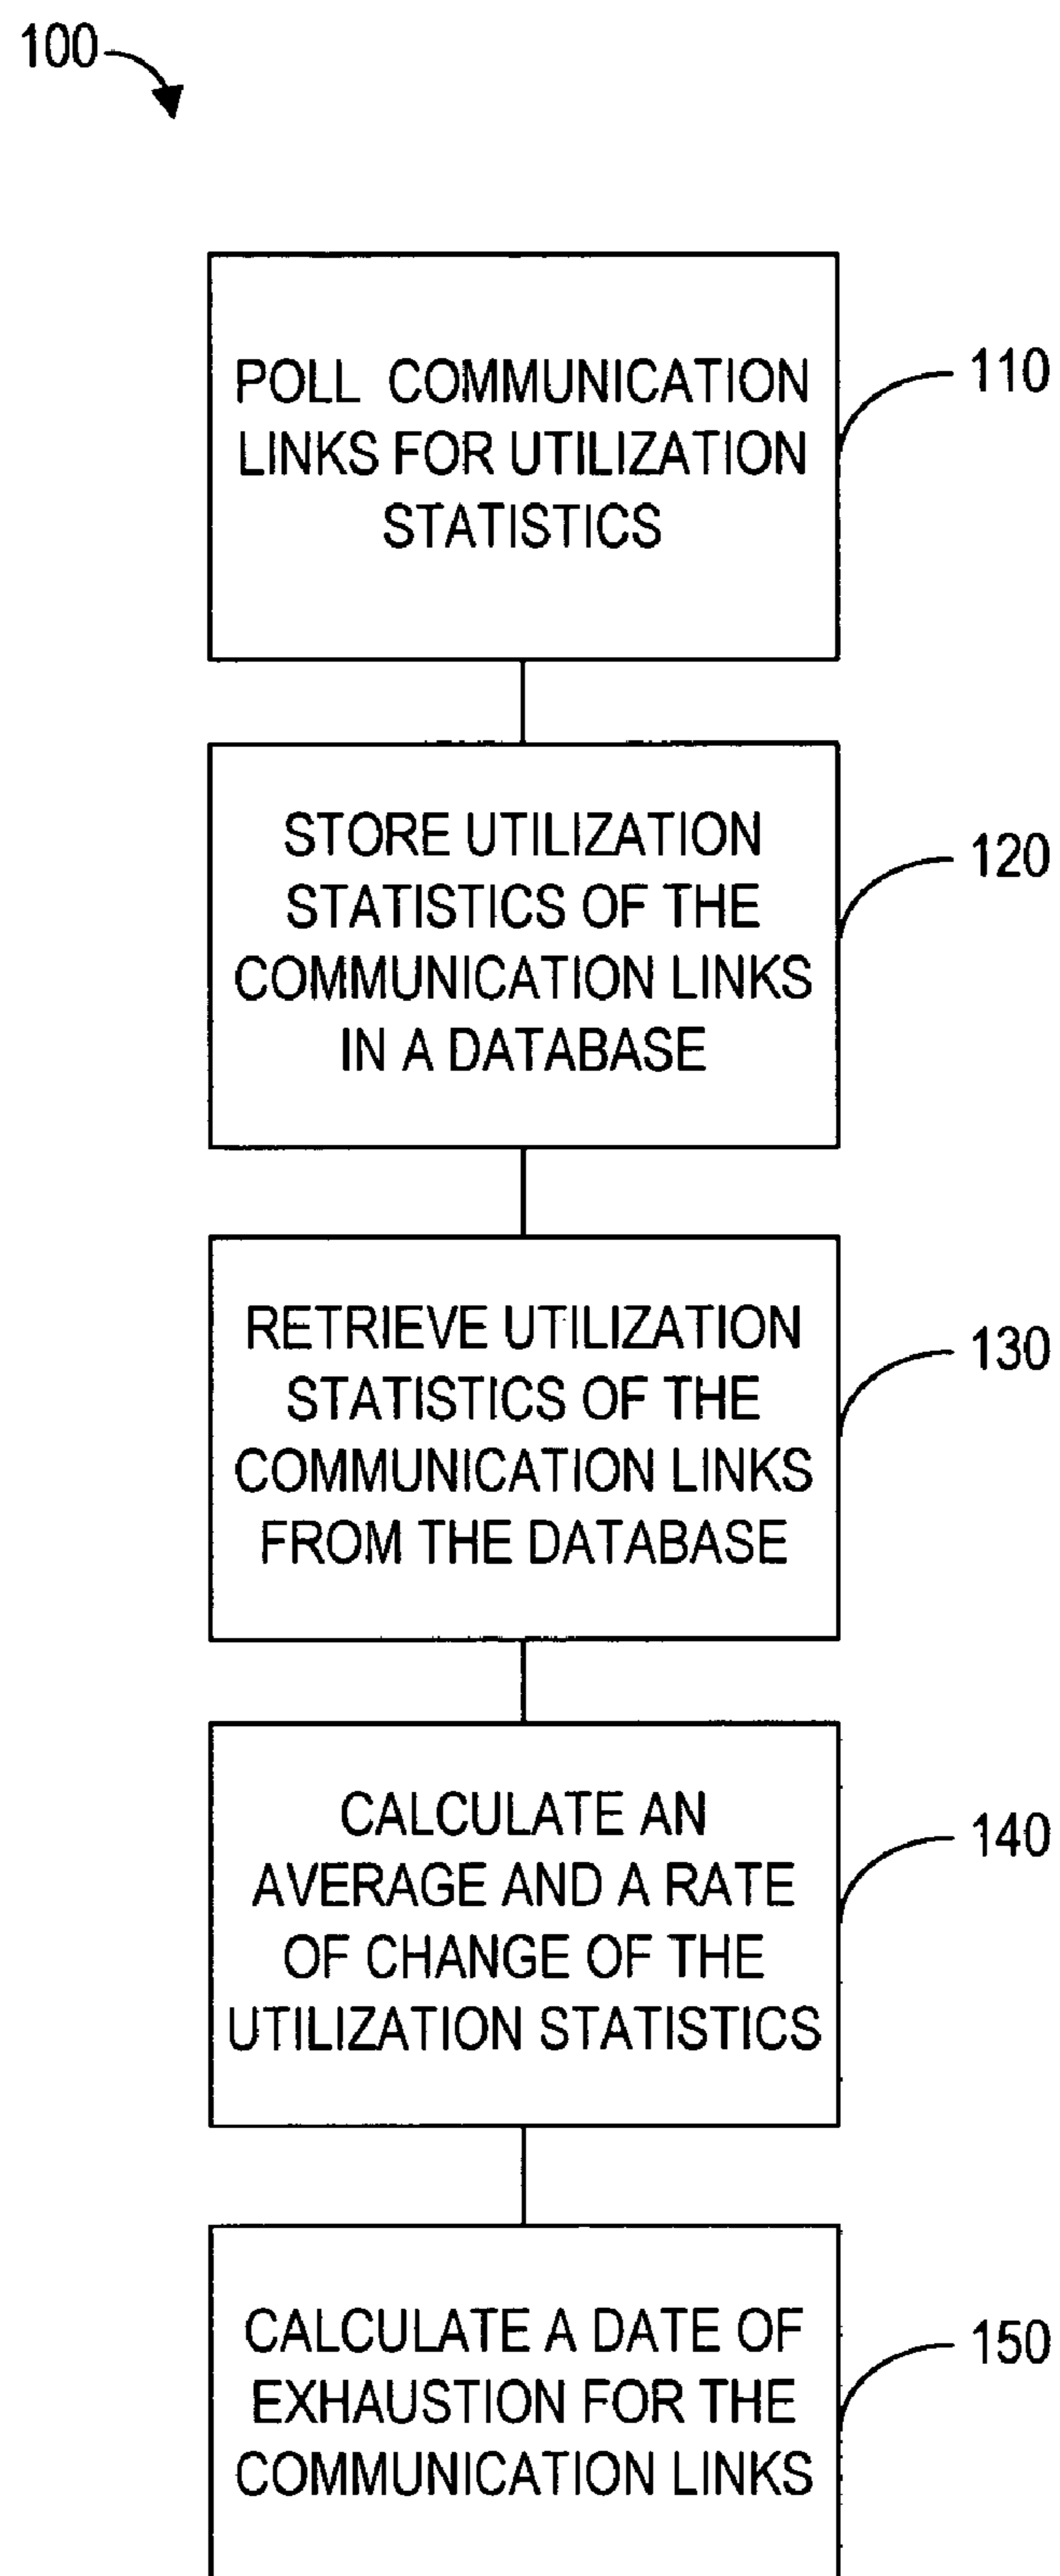 100
POLL COMMUNICATION
LINKS FOR UTILIZATION
STATISTICS
110
STORE UTILIZATION
STATISTICS OF THE
COMMUNICATION LINKS
IN A DATABASE
120
RETRIEVE UTILIZATION
STATISTICS OF THE
COMMUNICATION LINKS
FROM THE DATABASE
130
CALCULATE AN
AVERAGE AND A RATE
OF CHANGE OF THE
UTILIZATION STATISTICS
140
CALCULATE A DATE OF
EXHAUSTION FOR THE
COMMUNICATION LINKS
150